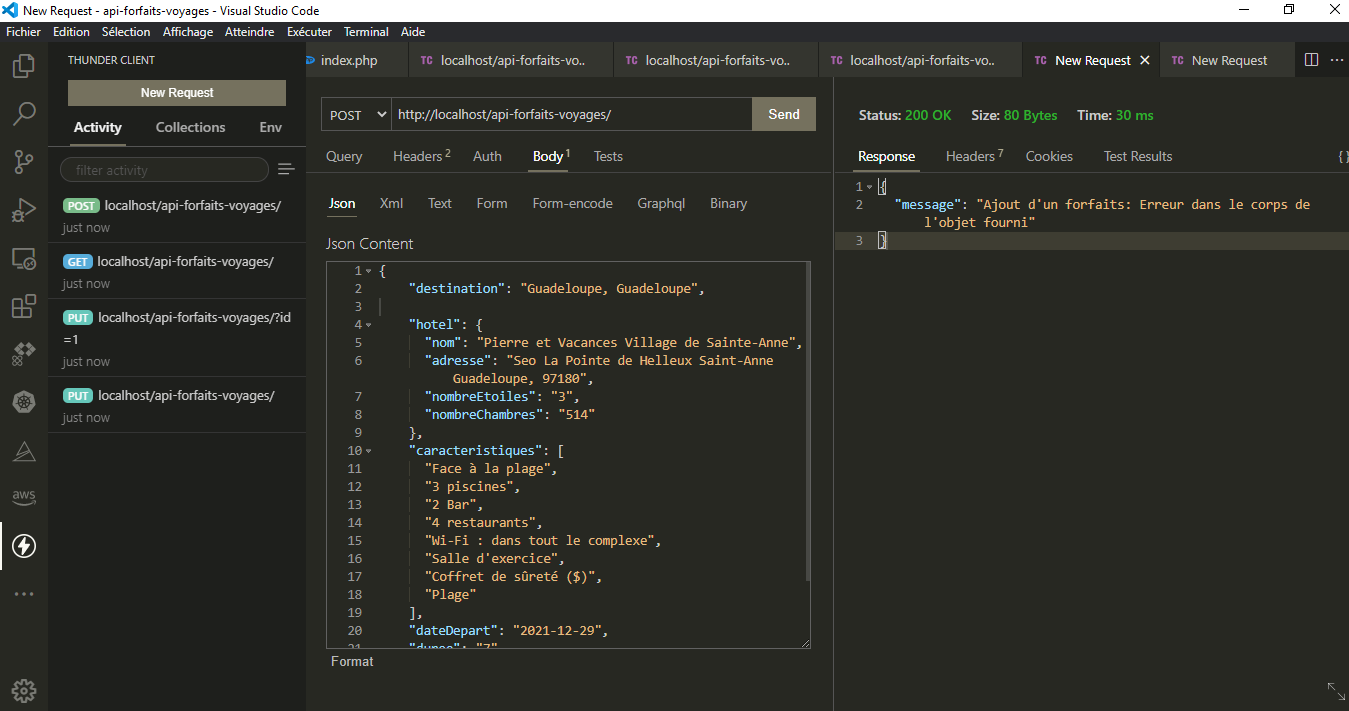 New Request - api-forfaits-voyages - Visual Studio Code
Fichier Edition Sélection Affichage Atteindre Exécuter Terminal Aide
THUNDER CLIENT
New Request
Activity Collections Env
filter activity
POST localhost/api-forfaits-voyages/
just now
GET localhost/api-forfaits-voyages/
just now
PUT localhost/api-forfaits-voyages/?id
=1
just now
PUT localhost/api-forfaits-voyages/
just now
aws
index.php TC localhost/api-forfaits-vo.. TC localhost/api-forfaits-vo.. TC localhost/api-forfaits-vo.. TC New Request TC New Request
POST http://localhost/api-forfaits-voyages/ Send
Query Headers 2 Auth Body 1 Tests
Json Xml Text Form Form-encode Graphql Binary
Json Content
1 {
2 "destination": "Guadeloupe, Guadeloupe",
3
4 "hotel": {
5 "nom": "Pierre et Vacances Village de Sainte-Anne",
6 "adresse": "Seo La Pointe de Helleux Saint-Anne
Guadeloupe, 97180",
7 "nombreEtoiles": "3",
8 "nombreChambres": "514"
9 },
10 "caracteristiques": [
11 "Face à la plage",
12 "3 piscines",
13 "2 Bar",
14 "4 restaurants",
15 "Wi-Fi : dans tout le complexe",
16 "Salle d'exercice",
17 "Coffret de sûreté ($)",
18 "Plage"
19 ],
20 "dateDepart": "2021-12-29",
21 "duree": "7"
Format
Status: 200 OK Size: 80 Bytes Time: 30 ms
Response Headers 7 Cookies Test Results {}
1 {
2 "message": "Ajout d'un forfaits: Erreur dans le corps de
l'objet fourni"
3 }